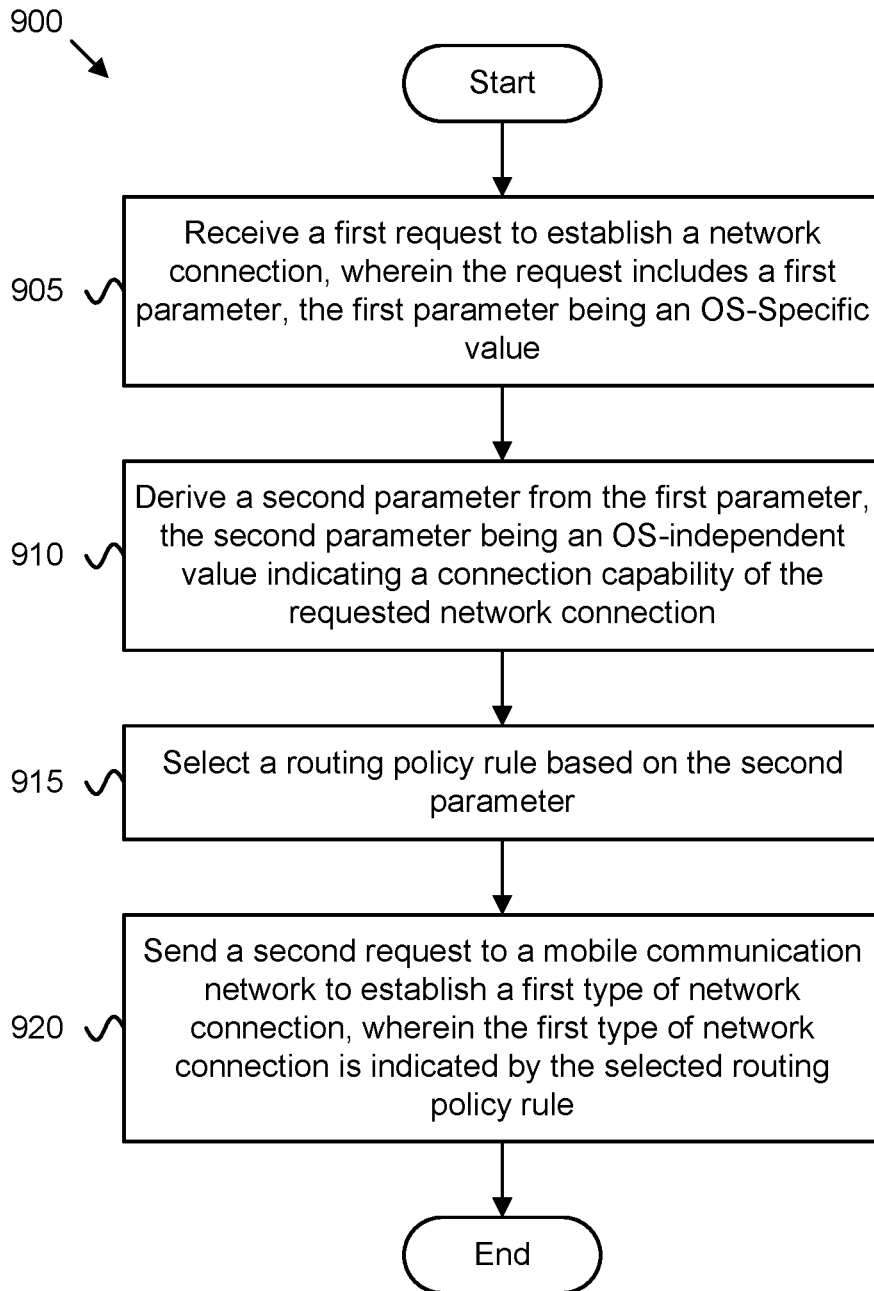 900
Start
905
Receive a first request to establish a network
connection, wherein the request includes a first
parameter, the first parameter being an OS-Specific
value
910
Derive a second parameter from the first parameter,
the second parameter being an OS-independent
value indicating a connection capability of the
requested network connection
915
Select a routing policy rule based on the second
parameter
920
Send a second request to a mobile communication
network to establish a first type of network
connection, wherein the first type of network
connection is indicated by the selected routing
policy rule
End